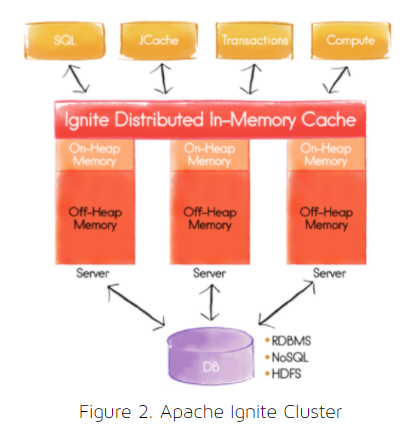 SQL
JCache
Transactions
Compute
Ignite Distributed In-Memory Cache
On-Heap
Memory
On-Heap
Memory
On-Heap
Memory
Off-Heap
Memory
Off-Heap
Memory
Off-Heap
Memory
Server
Server
Server
DB
• RDBMS
• NoSQL
• HDFS
Figure 2. Apache Ignite Cluster